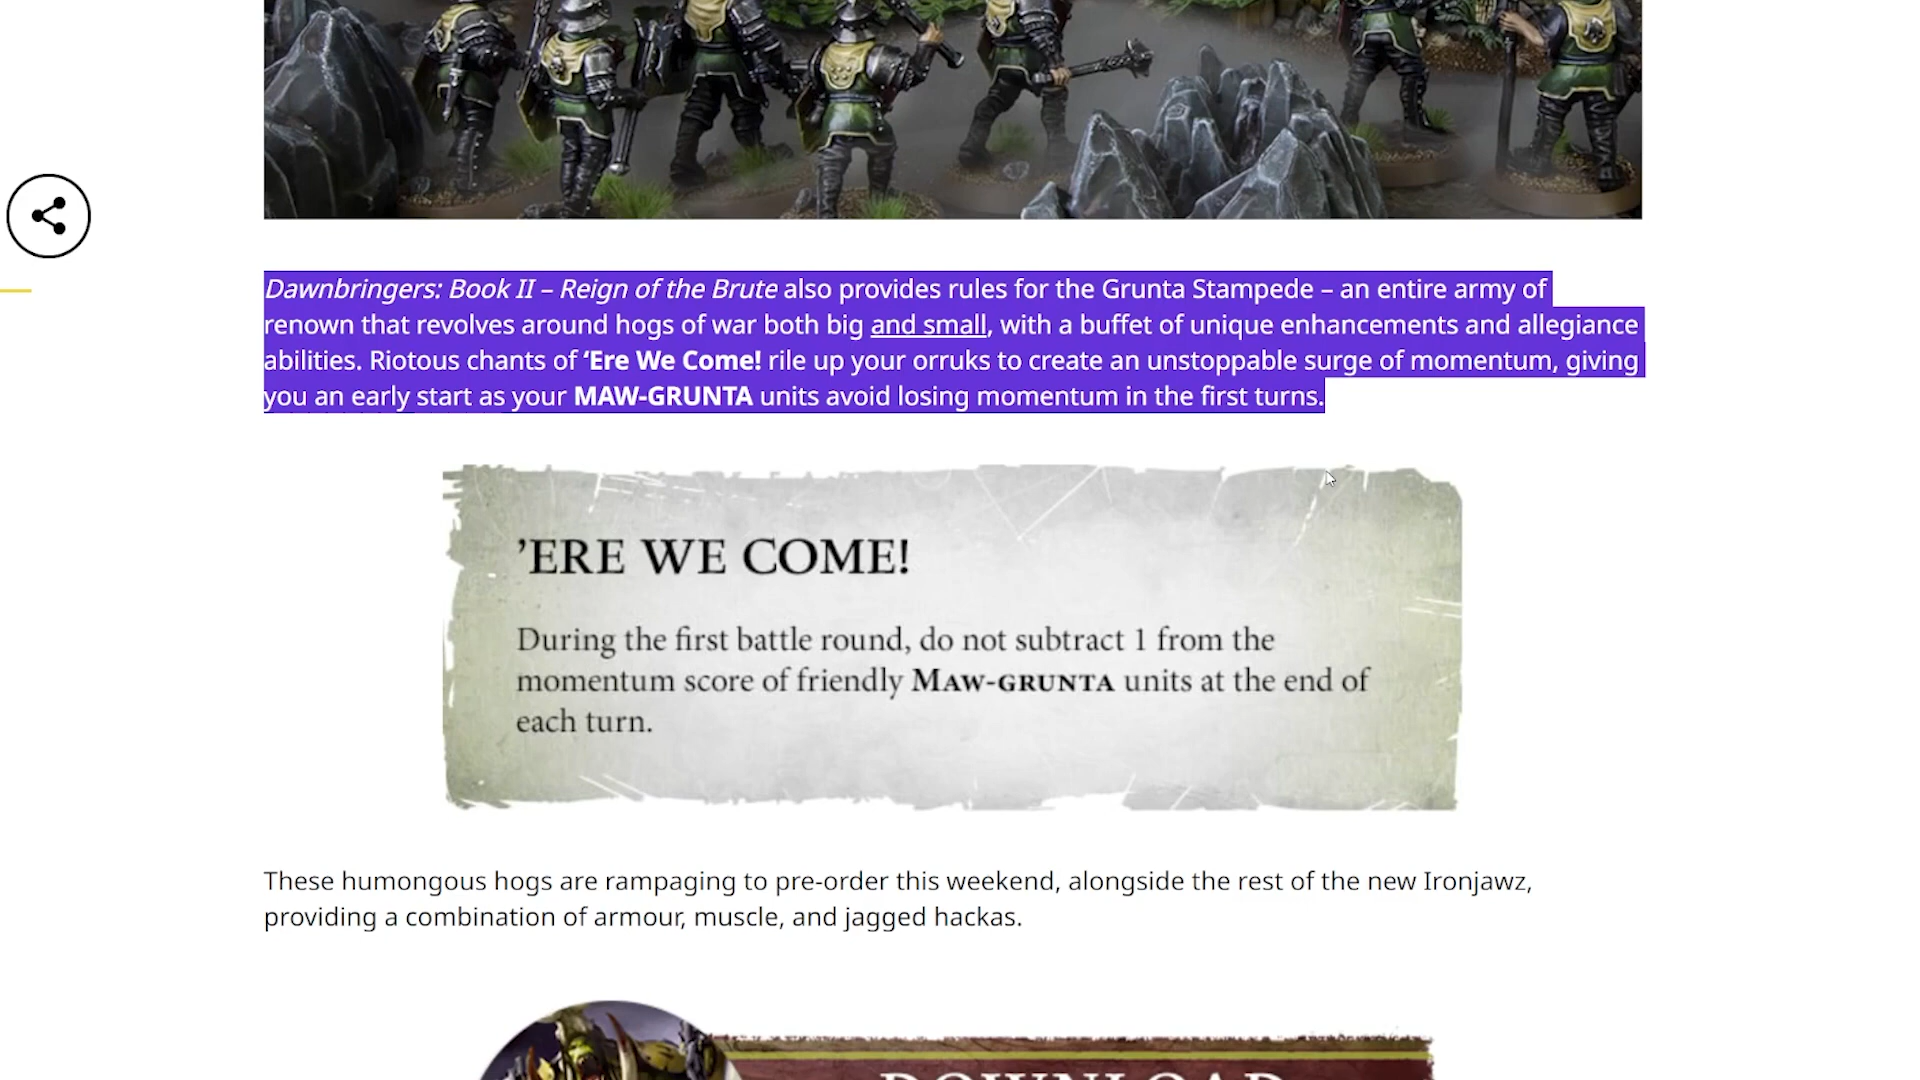 Dawnbringers: Book II – Reign of the Brute also provides rules for the Grunta Stampede – an entire army of
renown that revolves around hogs of war both big and small, with a buffet of unique enhancements and allegiance
abilities. Riotous chants of ‘Ere We Come! rile up your orruks to create an unstoppable surge of momentum, giving
you an early start as your MAW-GRUNTA units avoid losing momentum in the first turns.
’ERE WE COME!
During the first battle round, do not subtract 1 from the
momentum score of friendly MAW-GRUNTA units at the end of
each turn.
These humongous hogs are rampaging to pre-order this weekend, alongside the rest of the new Ironjawz,
providing a combination of armour, muscle, and jagged hackas.
DOWNLOAD